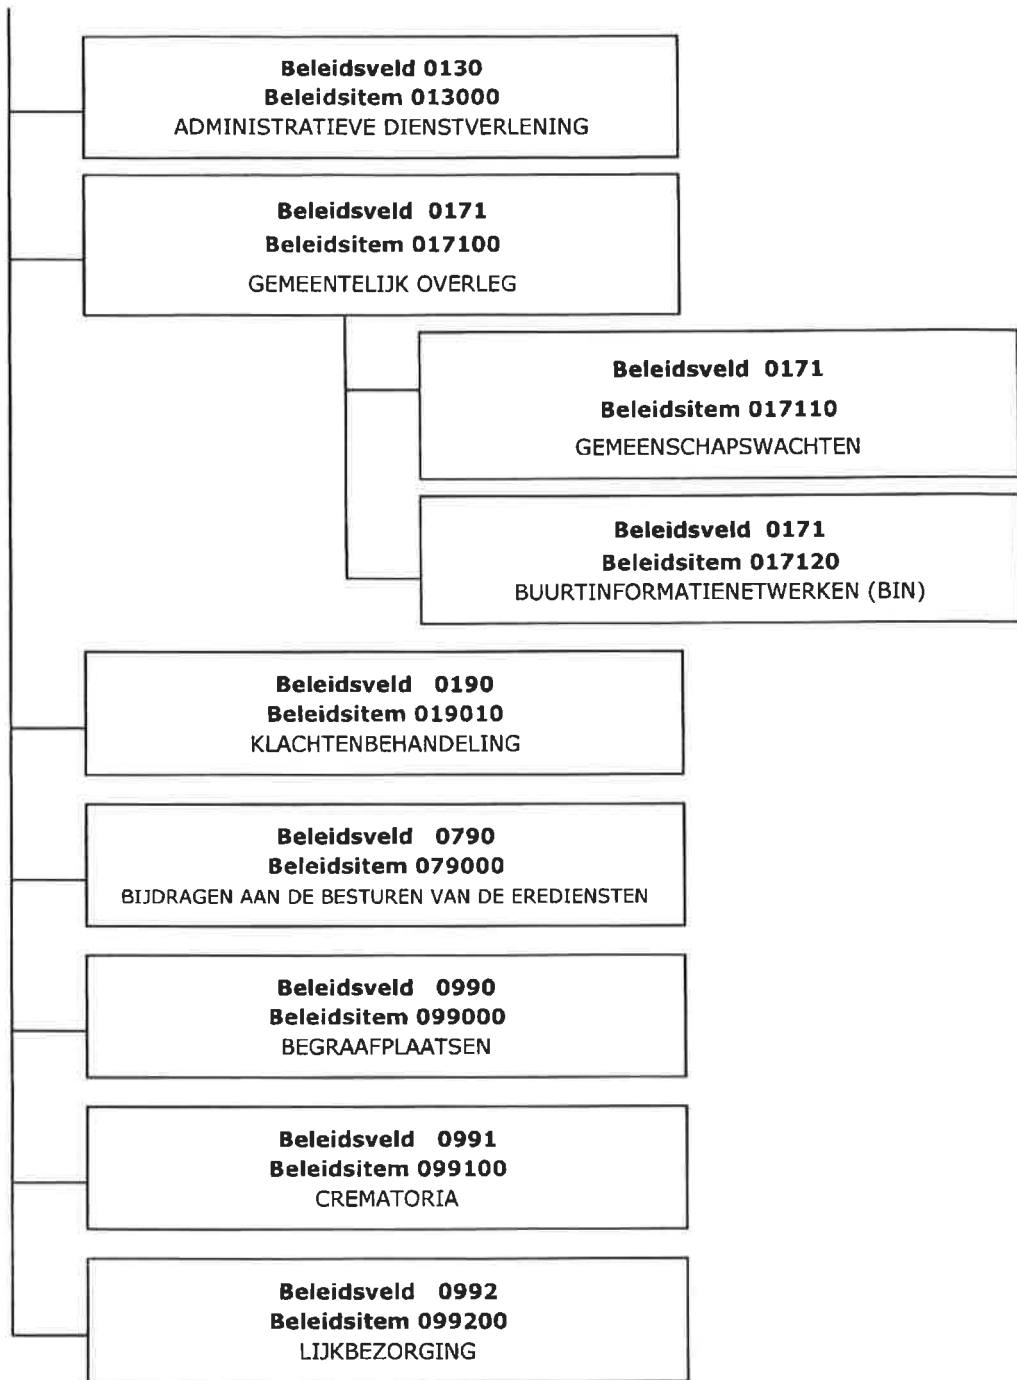 Beleidsveld 0130
Beleidsitem 013000
ADMINISTRATIEVE DIENSTVERLENING
Beleidsveld 0171
Beleidsitem 017100
GEMEENTELIJK OVERLEG
Beleidsveld 0171
Beleidsitem 017110
GEMEENSCHAPSWACHTEN
Beleidsveld 0171
Beleidsitem 017120
BUURTINFORMATIENETWERKEN (BIN)
Beleidsveld 0190
Beleidsitem 019010
KLACHTENBEHANDELING
Beleidsveld 0790
Beleidsitem 079000
BIJDRAGEN AAN DE BESTUREN VAN DE EREDIENSTEN
Beleidsveld 0990
Beleidsitem 099000
BEGRAAFPLAATSEN
Beleidsveld 0991
Beleidsitem 099100
CREMATORIA
Beleidsveld 0992
Beleidsitem 099200
LIJKBEZORGING